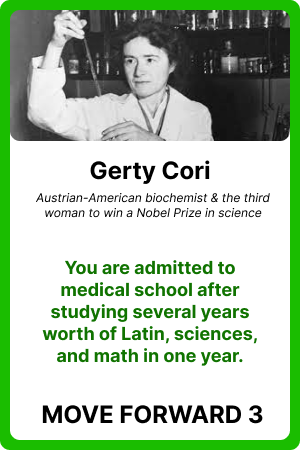 Gerty Cori
Austrian-American biochemist & the third
woman to win a Nobel Prize in science
You are admitted to
medical school after
studying several years
worth of Latin, sciences,
and math in one year.
MOVE FORWARD 3